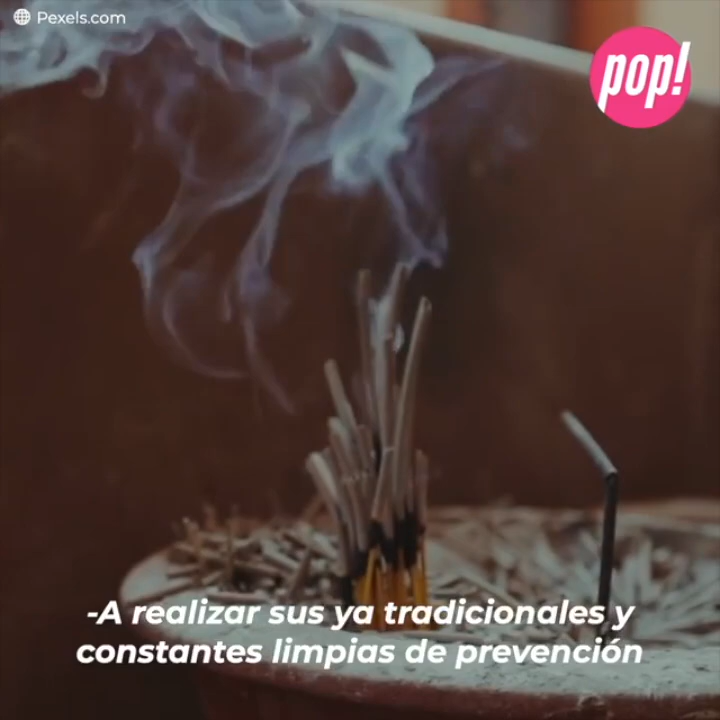 Pexels.com
pop!
-A realizar sus ya tradicionales y
constantes limpias de prevención